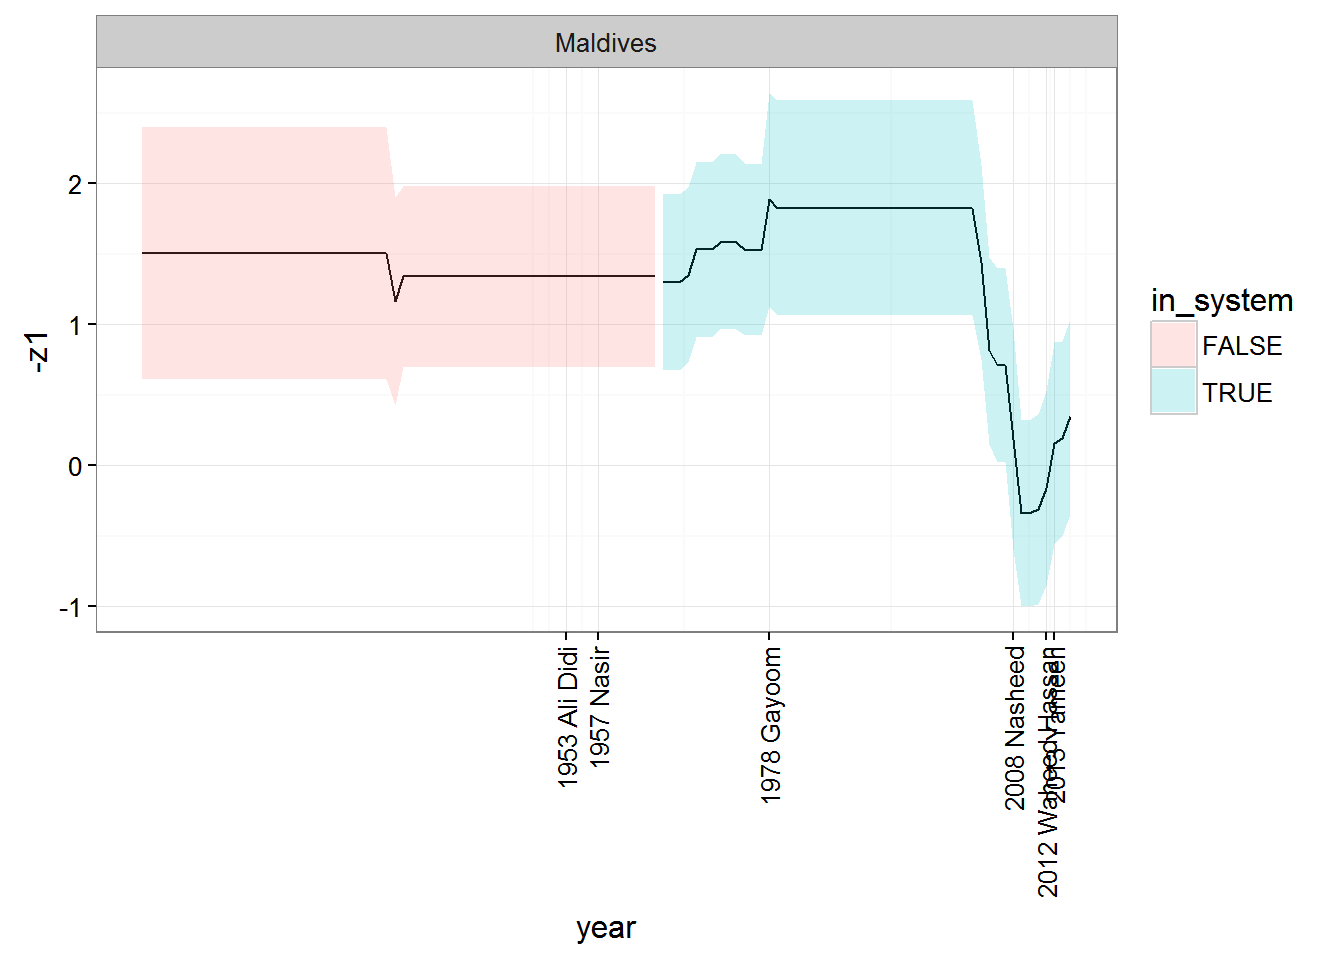 Maldives
-z1
2
1
0
-1
1953 Ali Didi
1957 Nasir
1978 Gayoom
2008 Nasheed
2012 Waheed Hassan
2013 Yameen
year
in_system
FALSE
TRUE